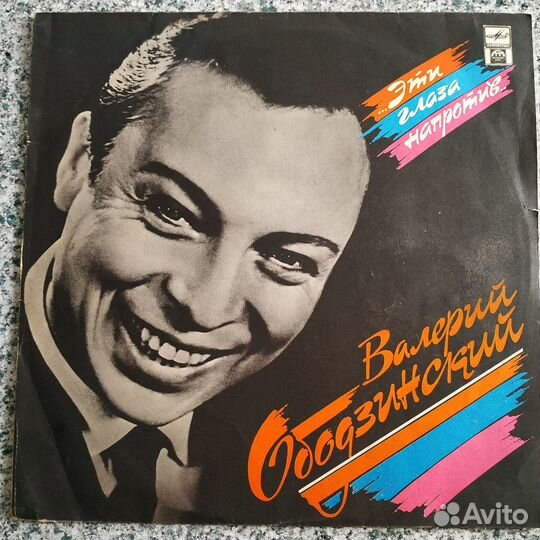 ...Эти
глаза
напротив...
Валерий
Ободзинский
Avito